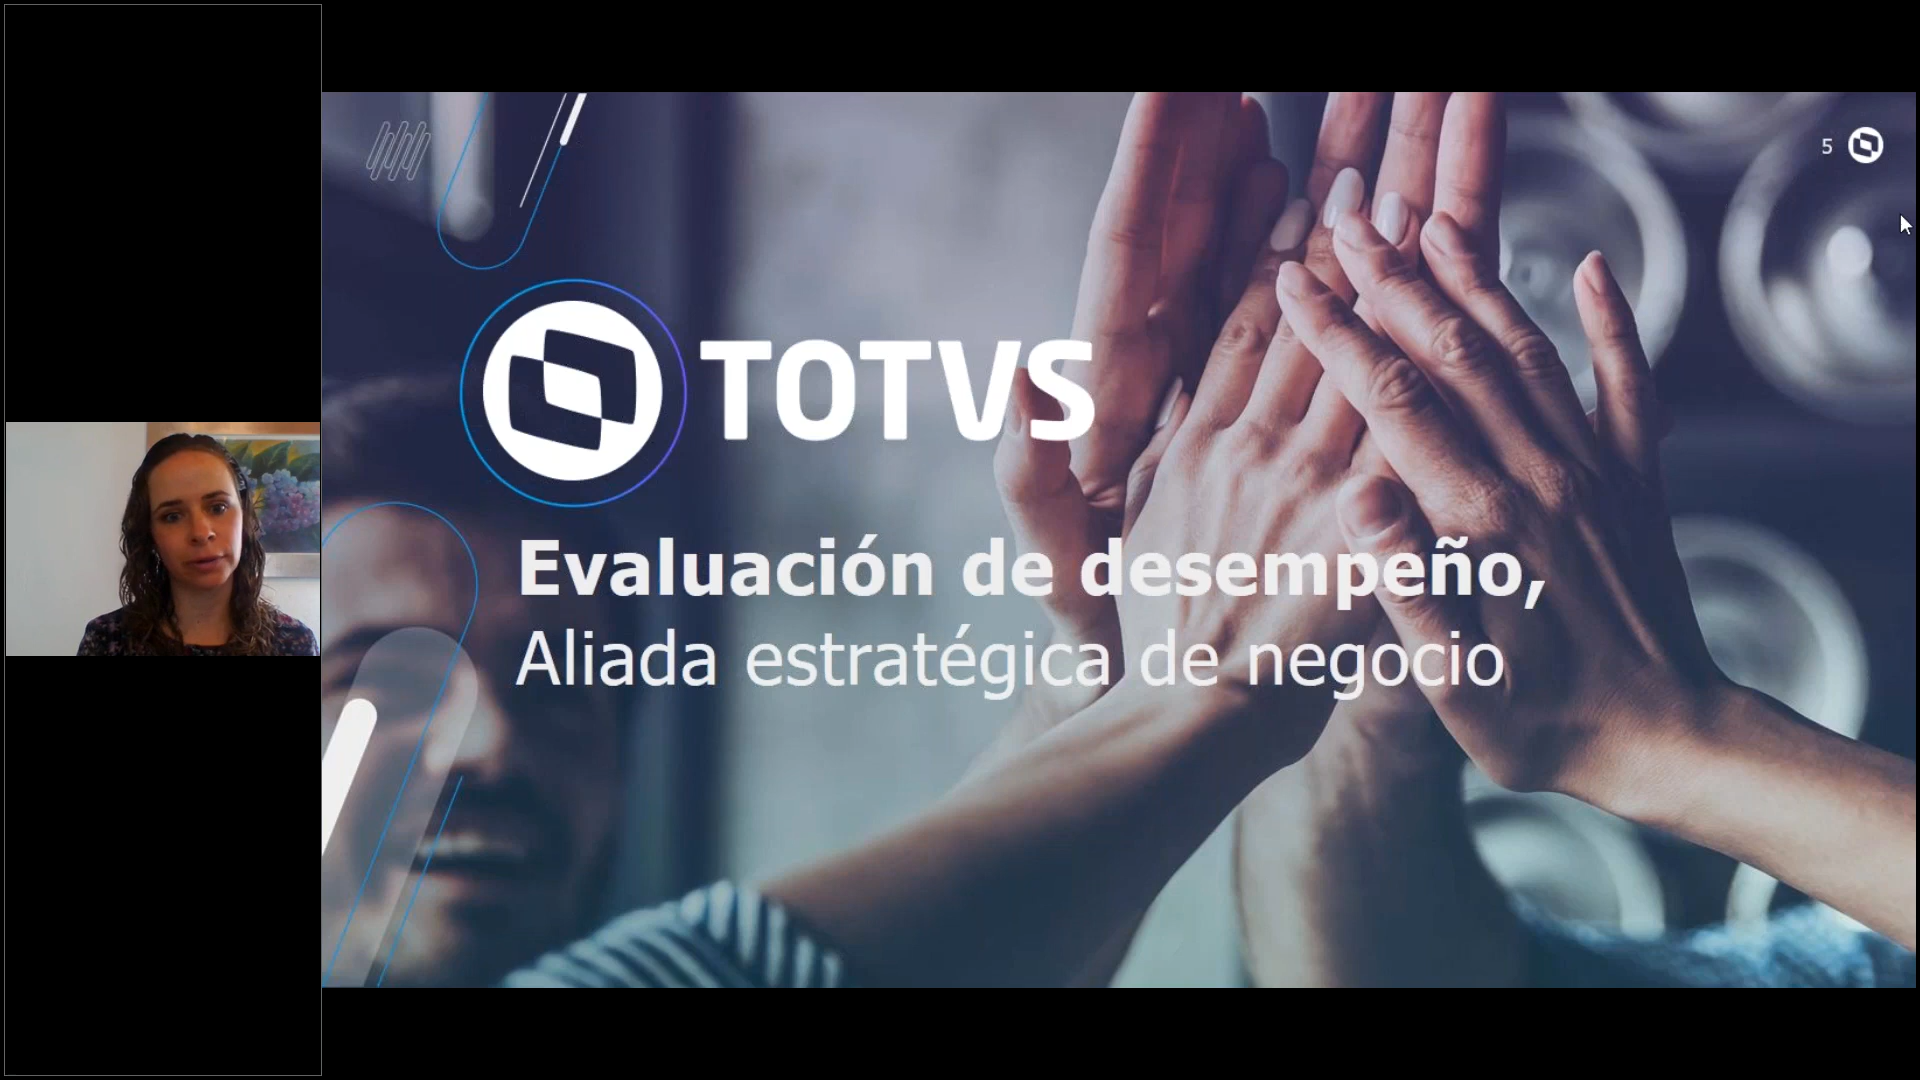 5
TOTVS
Evaluación de desempeño,
Aliada estratégica de negocio